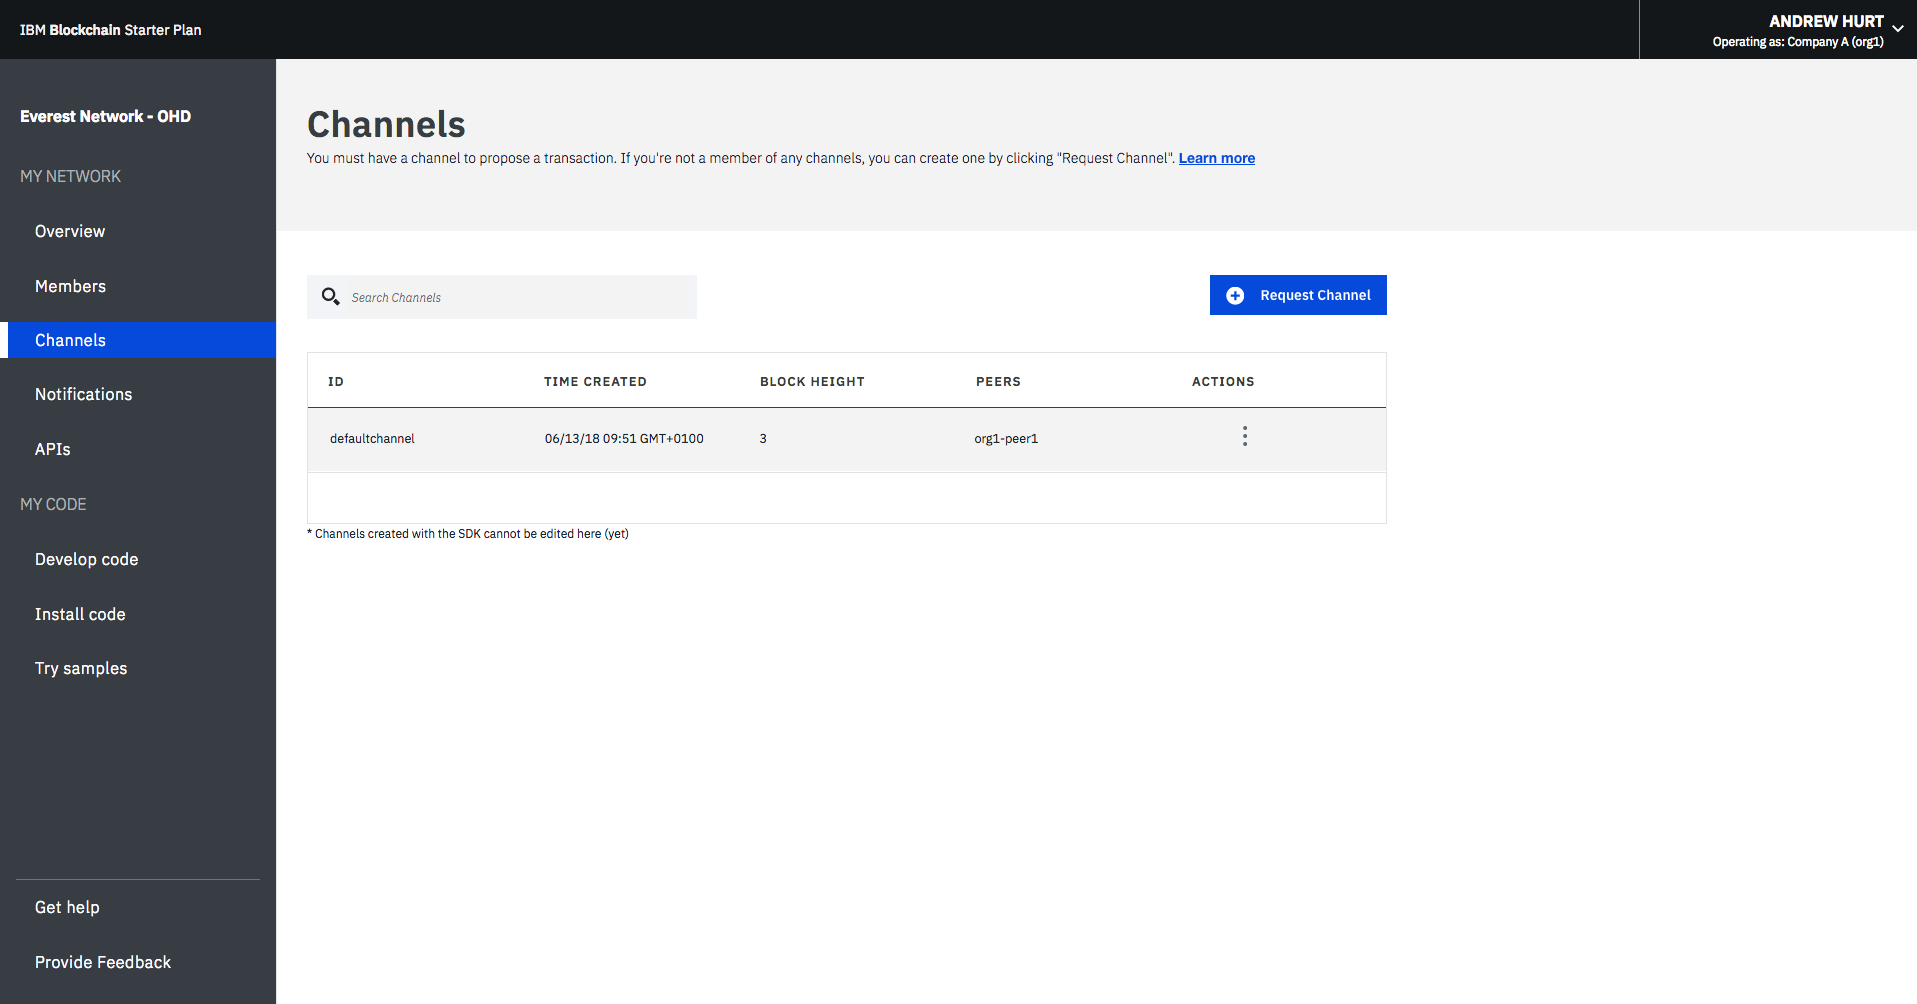 IBM Blockchain Starter Plan
ANDREW HURT
Operating as: Company A (org1)
Everest Network - OHD
MY NETWORK
Overview
Members
Channels
Notifications
APIs
MY CODE
Develop code
Install code
Try samples
Get help
Provide Feedback
Channels
You must have a channel to propose a transaction. If you're not a member of any channels, you can create one by clicking "Request Channel". Learn more
Search Channels
Request Channel
ID TIME CREATED BLOCK HEIGHT PEERS ACTIONS
defaultchannel 06/13/18 09:51 GMT+0100 3 org1-peer1
* Channels created with the SDK cannot be edited here (yet)